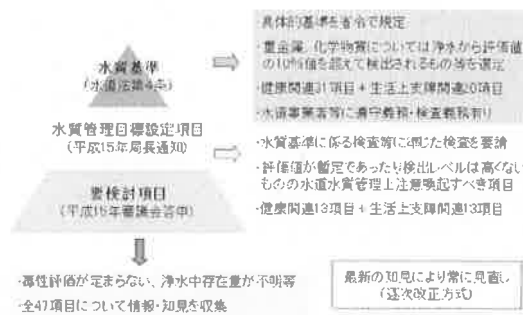 水質基準
(水道法第4条)
・具体的基準を省令で規定
・重金属、化学物質については浄水から評価値
の10%値を超えて検出されるもの等を選定
・健康関連31項目+生活上支障関連20項目
・水道事業者等に遵守義務・検査義務有り
水質管理目標設定項目
(平成15年局長通知)
・水質基準に係る検査等に準じた検査を要請
・評価値が暫定であったり検出レベルは高くない
ものの水道水質管理上注意喚起すべき項目
・健康関連13項目+生活上支障関連13項目
要検討項目
(平成15年審議会答申)
・毒性評価が定まらない、浄水中存在量が不明等
・全47項目について情報・知見を収集
最新の知見により常に見直し
(逐次改正方式)